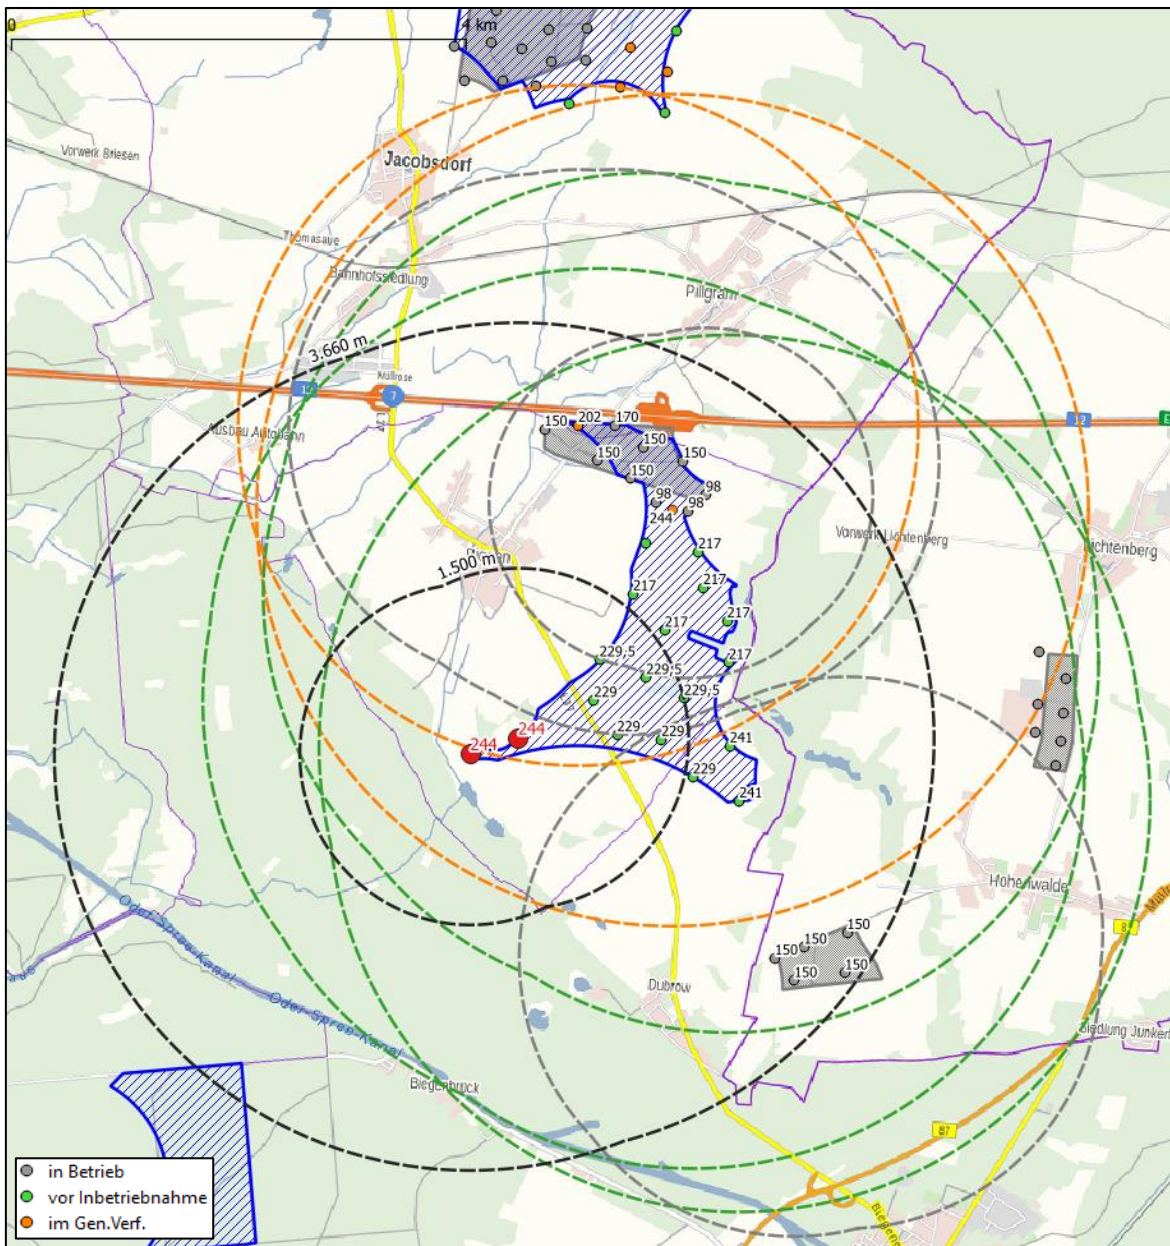 0
4 km
Vorwerk Briesen
Jacobsdorf
Thomasaue
Bahnhofssiedlung
Pillgram
3.660 m
Müllrose
12
7
L 37
12
E
Ausbau Autobahn
150
202
170
150
150
150
150
98
98
98
244
Vorwerk Lichtenberg
Lichtenberg
217
1.500 m
217
217
217
217
217
229,5
229,5
229,5
229
229
229
241
244
244
229
241
Hohenwalde
150
150
150
150
150
Dubrow
Oder-Spree-Kanal
Oder-Spree-Kanal
Siedlung Junker
Biegenbrück
87
87
in Betrieb
vor Inbetriebnahme
im Gen.Verf.